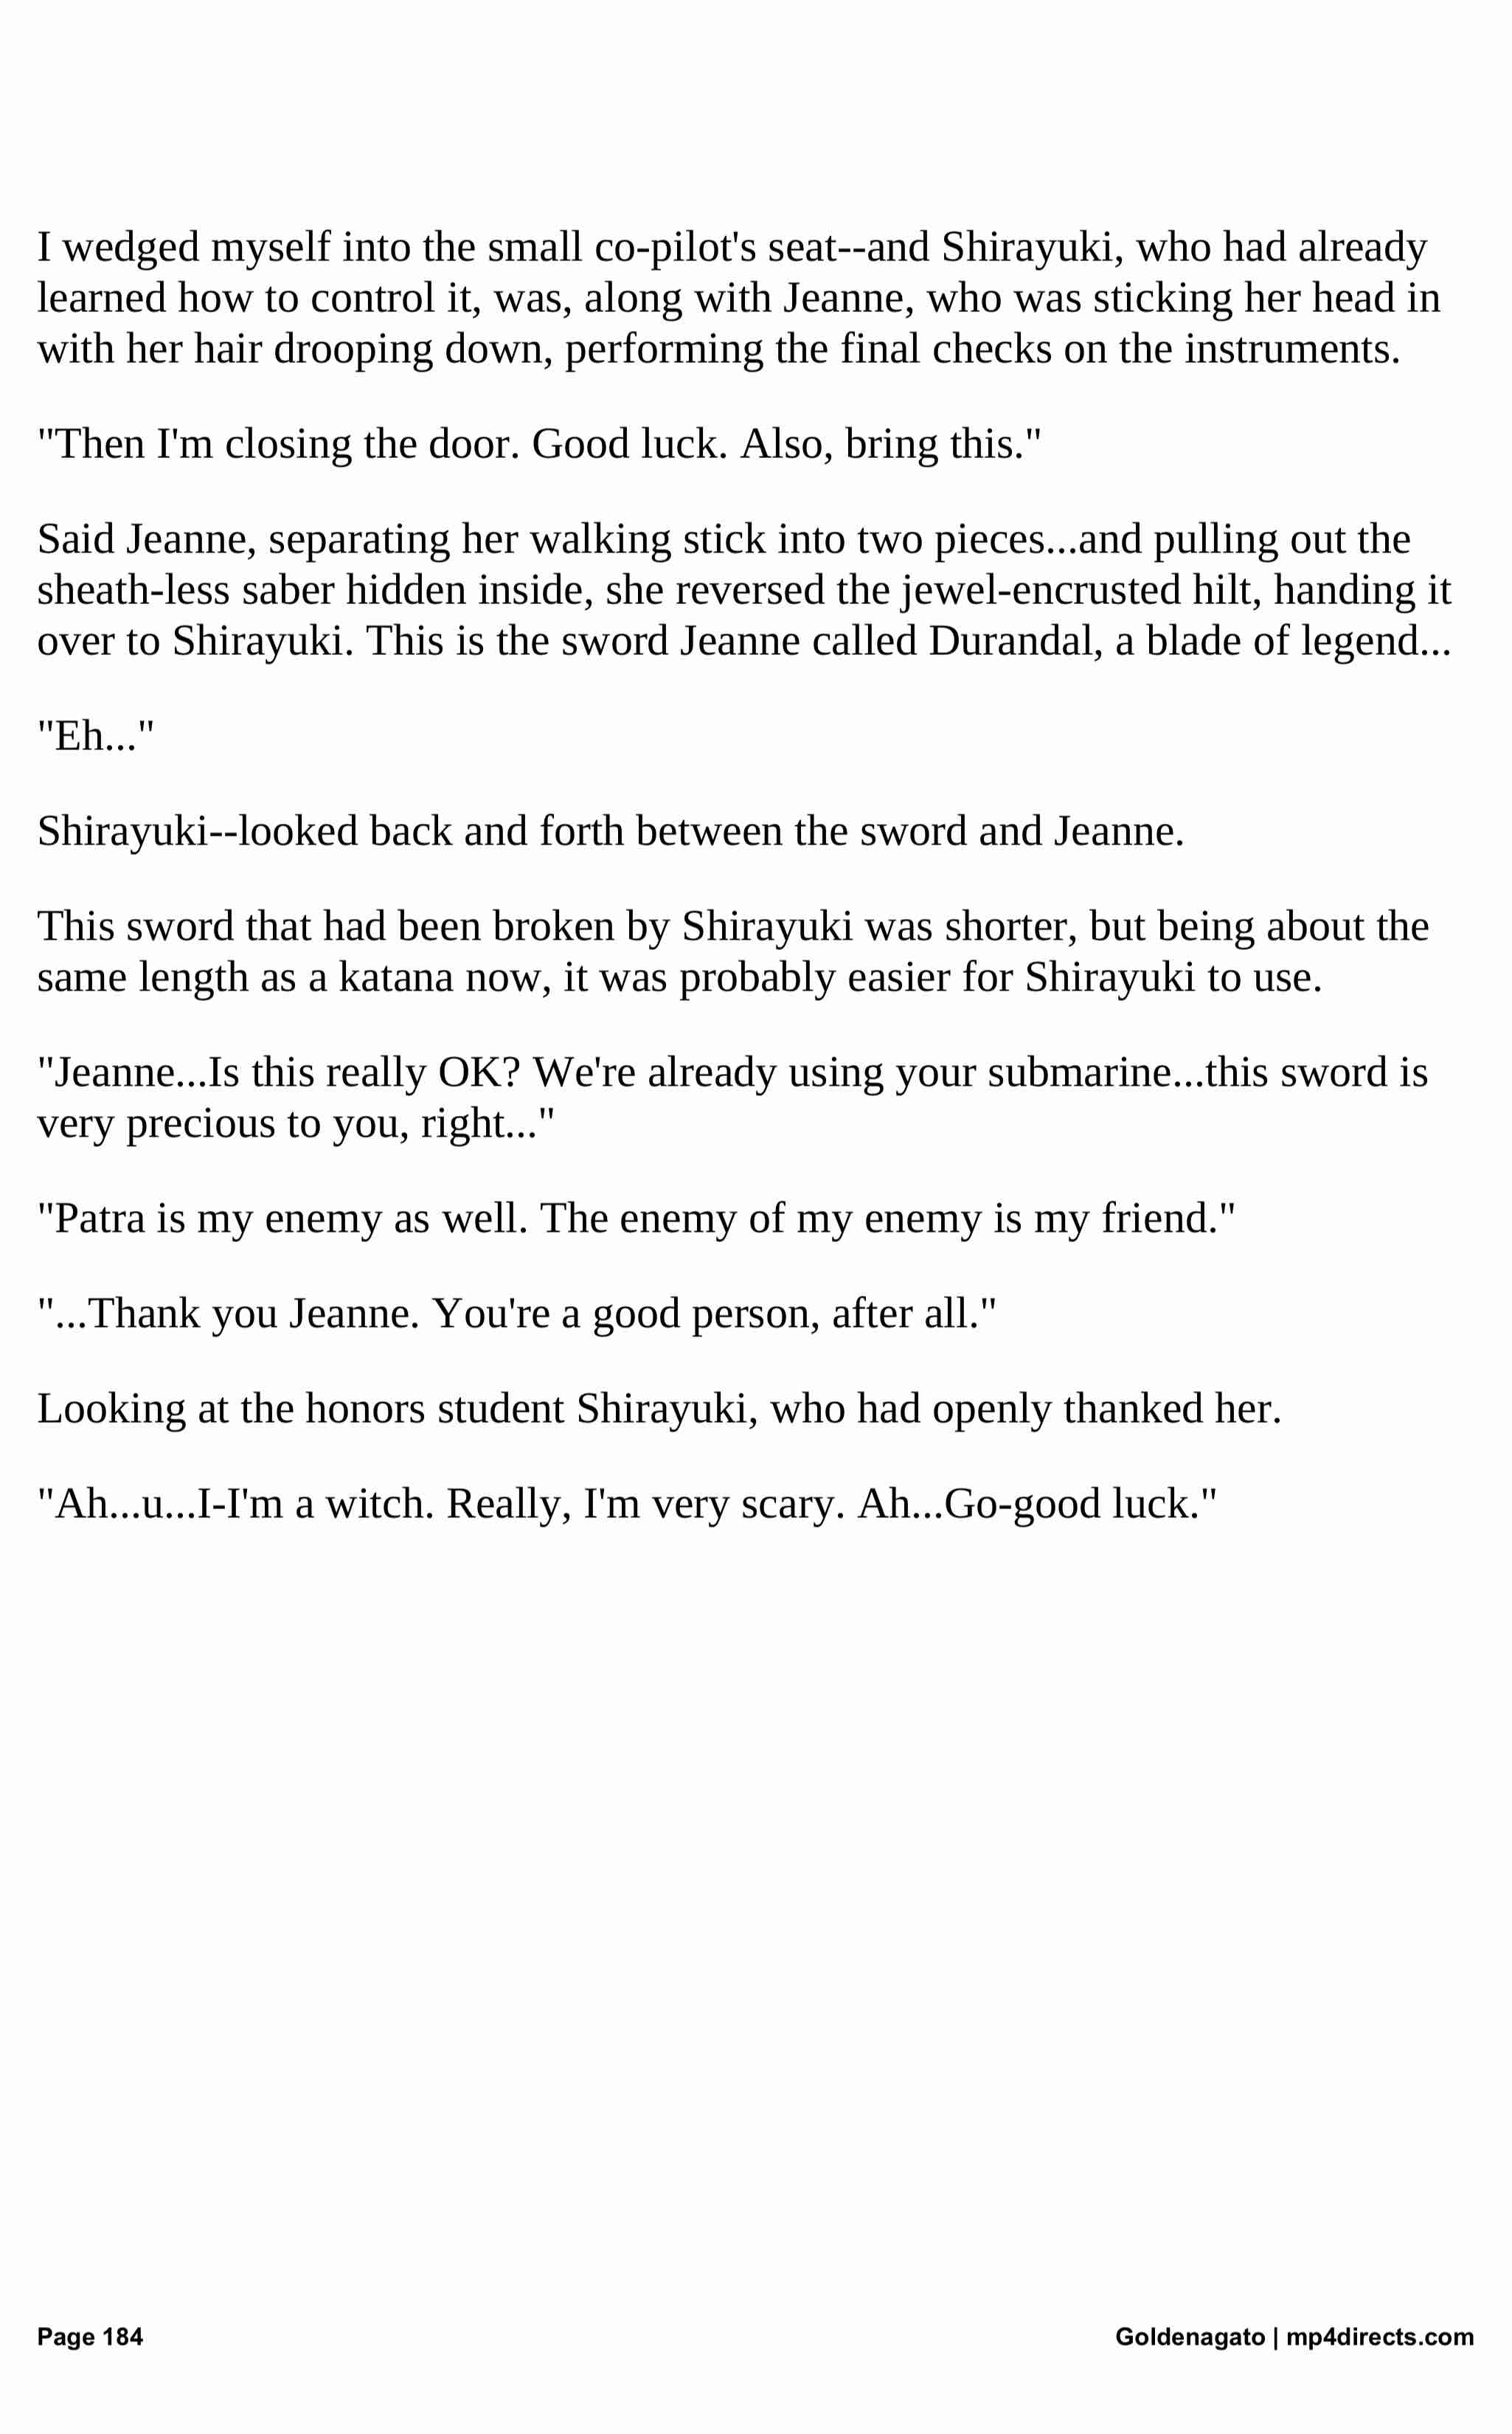 I wedged myself into the small co-pilot's seat--and Shirayuki, who had already
learned how to control it, was, along with Jeanne, who was sticking her head in
with her hair drooping down, performing the final checks on the instruments.
"Then I'm closing the door. Good luck. Also, bring this."
Said Jeanne, separating her walking stick into two pieces...and pulling out the
sheath-less saber hidden inside, she reversed the jewel-encrusted hilt, handing it
over to Shirayuki. This is the sword Jeanne called Durandal, a blade of legend...
"Eh..."
Shirayuki--looked back and forth between the sword and Jeanne.
This sword that had been broken by Shirayuki was shorter, but being about the
same length as a katana now, it was probably easier for Shirayuki to use.
"Jeanne...Is this really OK? We're already using your submarine...this sword is
very precious to you, right..."
"Patra is my enemy as well. The enemy of my enemy is my friend."
"...Thank you Jeanne. You're a good person, after all."
Looking at the honors student Shirayuki, who had openly thanked her.
"Ah...u...I-I'm a witch. Really, I'm very scary. Ah...Go-good luck."
Page 184
Goldenagato | mp4directs.com